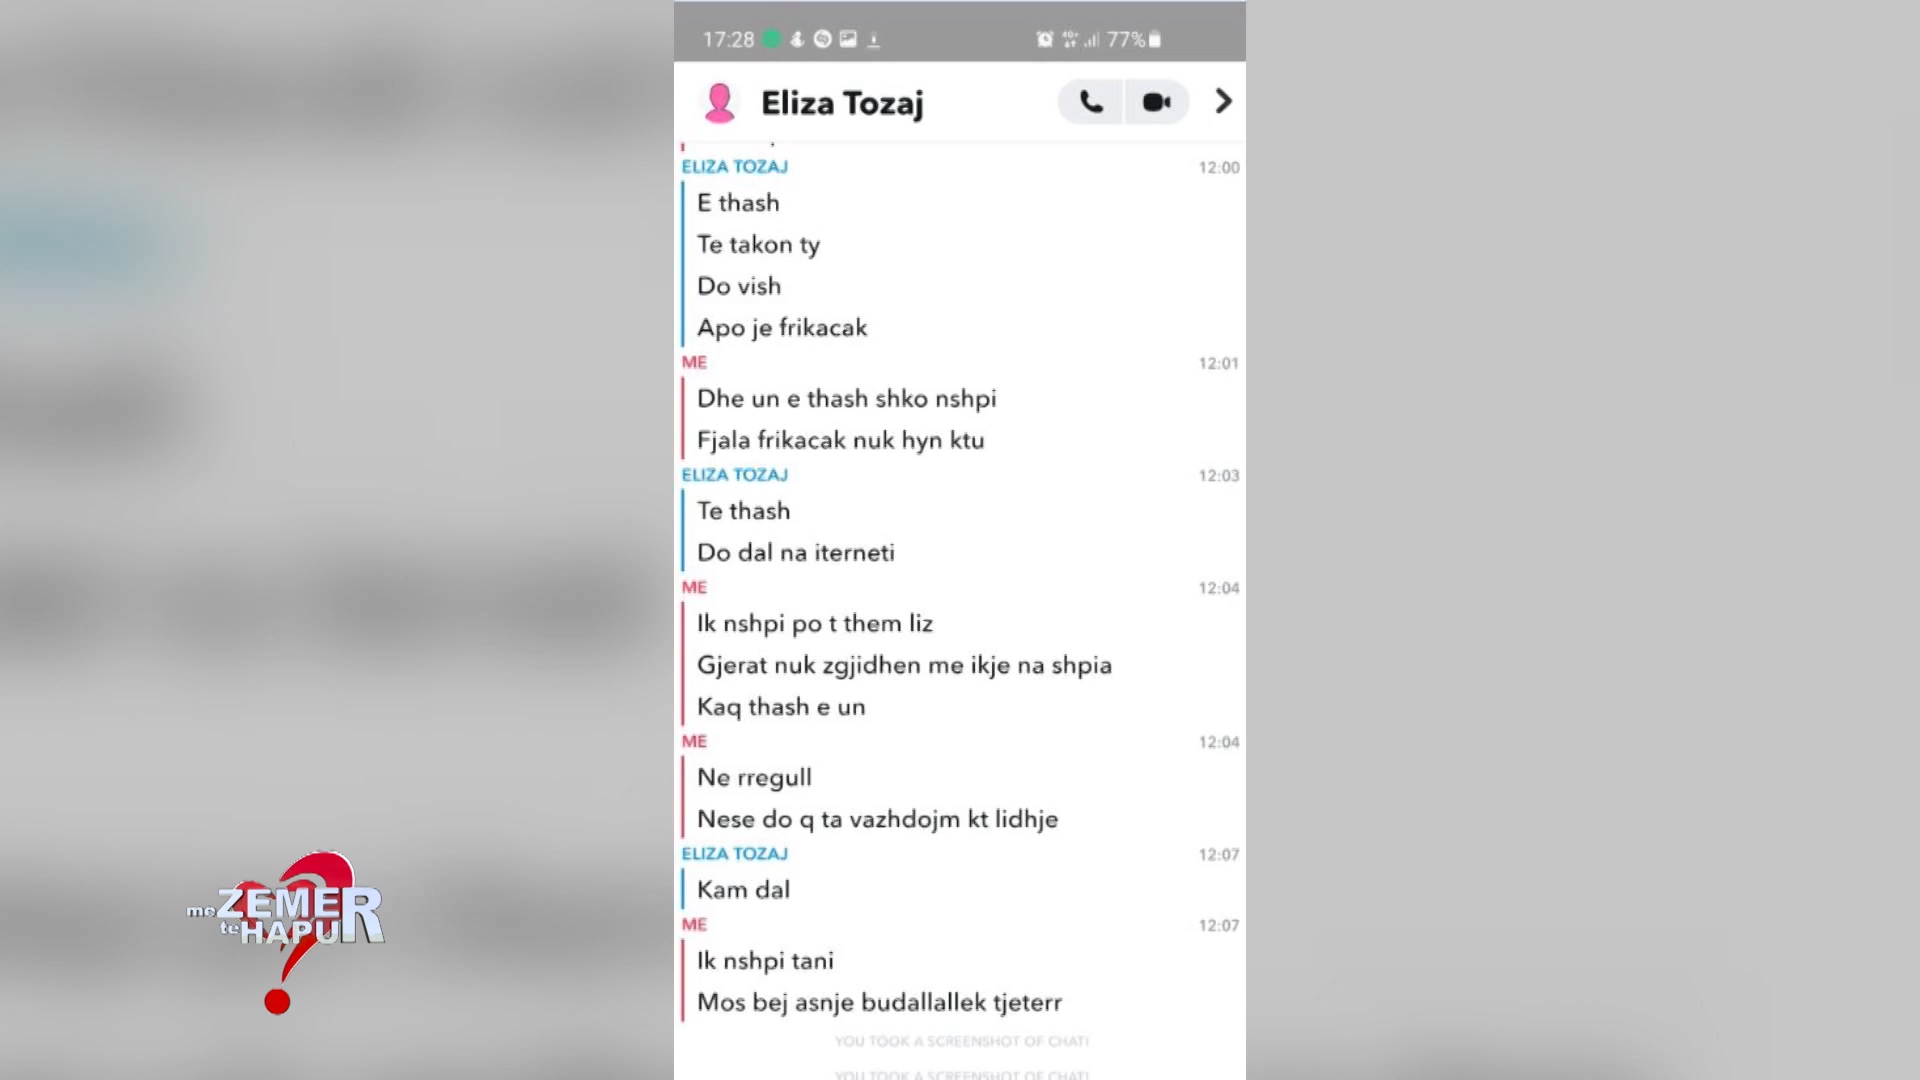 17:28
77%
Eliza Tozaj
ELIZA TOZAJ 12:00
E thash
Te takon ty
Do vish
Apo je frikacak
ME 12:01
Dhe un e thash shko nshpi
Fjala frikacak nuk hyn ktu
ELIZA TOZAJ 12:03
Te thash
Do dal na iterneti
ME 12:04
Ik nshpi po t them liz
Gjerat nuk zgjidhen me ikje na shpia
Kaq thash e un
ME 12:04
Ne rregull
Nese do q ta vazhdojm kt lidhje
ELIZA TOZAJ 12:07
Kam dal
ME 12:07
Ik nshpi tani
Mos bej asnje budallallek tjeterr
YOU TOOK A SCREENSHOT OF CHAT!
YOU TOOK A SCREENSHOT OF CHAT!
me ZEMER
te HAPUR